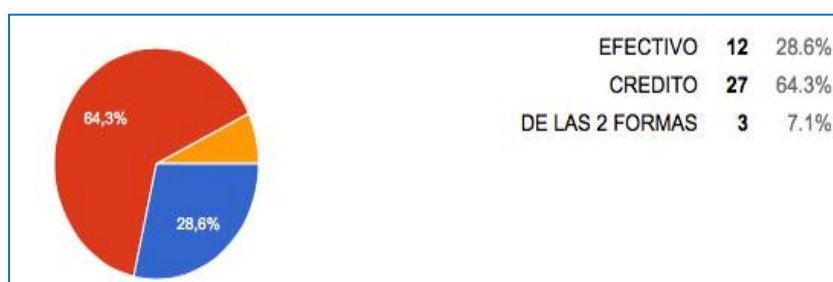 64,3%
28,6%
EFECTIVO 12 28.6%
CREDITO 27 64.3%
DE LAS 2 FORMAS 3 7.1%